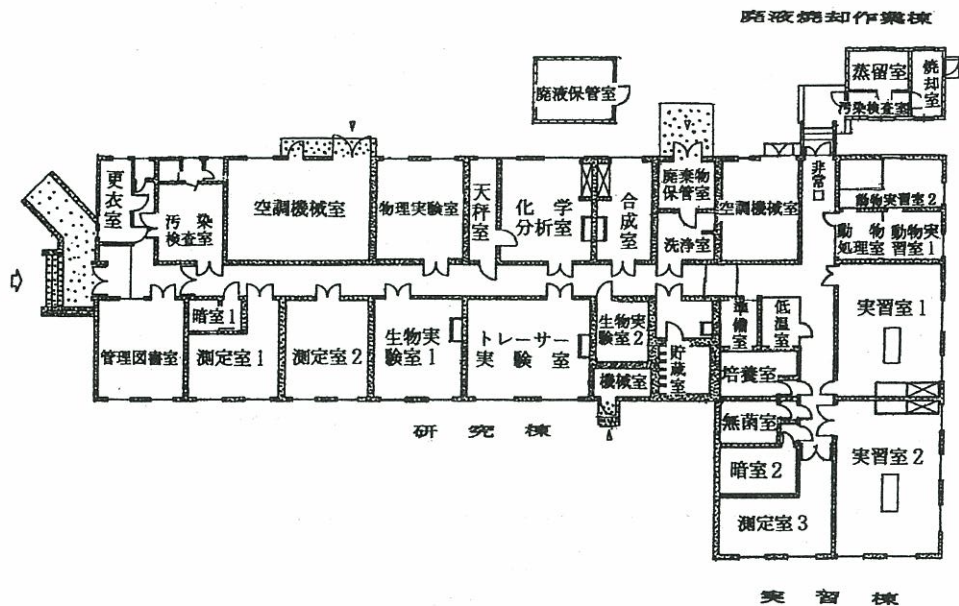 廃液焼却作業棟
蒸留室
焼却室
汚染検査室
廃液保管室
更衣室
汚染
検査室
空調機械室
物理実験室
天秤室
化学
分析室
合成室
廃棄物
保管室
洗浄室
空調機械室
非常口
動物実習室2
動物
処理室
動物実
習室1
暗室1
管理図書室
測定室1
測定室2
生物実
験室1
トレーサー
実験室
生物実
験室2
機械室
貯蔵室
準備室
低温室
培養室
実習室1
無菌室
暗室2
測定室3
実習室2
研究棟
実習棟